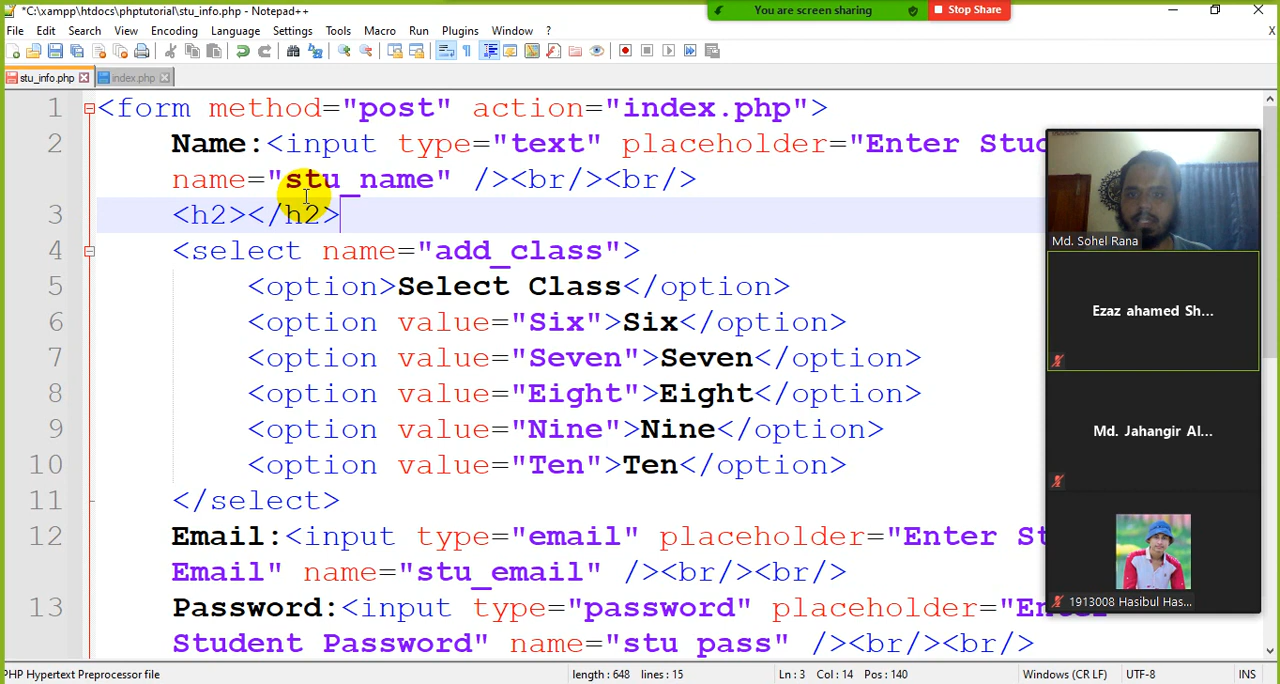 *C:\xampp\htdocs\phptutorial\stu_info.php - Notepad++
You are screen sharing
Stop Share
File Edit Search View Encoding Language Settings Tools Macro Run Plugins Window ?
X
stu_info.php index.php
1 <form method="post" action="index.php">
2 Name:<input type="text" placeholder="Enter Stu
name="stu_name" /><br/><br/>
3 <h2></h2>
4 <select name="add_class">
5 <option>Select Class</option>
6 <option value="Six">Six</option>
7 <option value="Seven">Seven</option>
8 <option value="Eight">Eight</option>
9 <option value="Nine">Nine</option>
10 <option value="Ten">Ten</option>
11 </select>
12 Email:<input type="email" placeholder="Enter St
Email" name="stu_email" /><br/><br/>
13 Password:<input type="password" placeholder="Enter
Student Password" name="stu_pass" /><br/><br/>
Md. Sohel Rana
Ezaz ahamed Sh...
Md. Jahangir Al...
1913008 Hasibul Has...
PHP Hypertext Preprocessor file
length : 648 lines : 15
Ln : 3 Col : 14 Pos : 140
Windows (CR LF)
UTF-8
INS